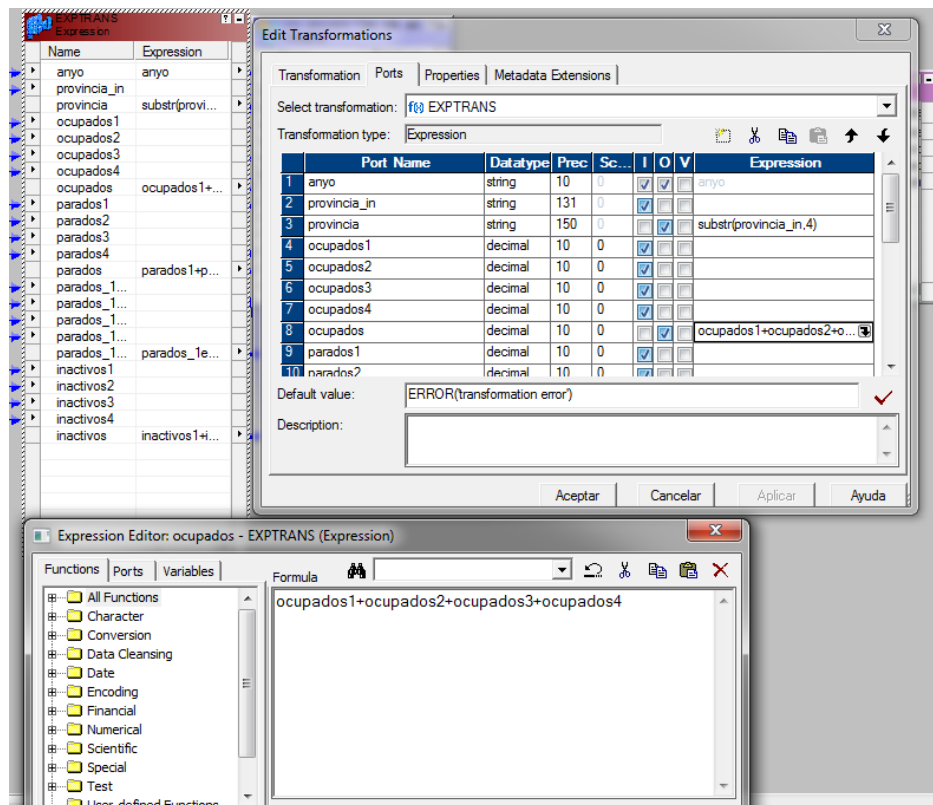 EXPTRANS
Expression
Name Expression
anyo anyo
provincia_in
provincia substr(provi...
ocupados1
ocupados2
ocupados3
ocupados4
ocupados ocupados1+...
parados1
parados2
parados3
parados4
parados parados1+p...
parados_1...
parados_1...
parados_1...
parados_1...
parados_1... parados_1e...
inactivos1
inactivos2
inactivos3
inactivos4
inactivos inactivos1+i...
Edit Transformations
Transformation Ports Properties Metadata Extensions
Select transformation: f(x) EXPTRANS
Transformation type: Expression
Port Name Datatype Prec Sc... I O V Expression
1 anyo string 10 0 anyo
2 provincia_in string 131 0
3 provincia string 150 0 substr(provincia_in,4)
4 ocupados1 decimal 10 0
5 ocupados2 decimal 10 0
6 ocupados3 decimal 10 0
7 ocupados4 decimal 10 0
8 ocupados decimal 10 0 ocupados1+ocupados2+o...
9 parados1 decimal 10 0
10 parados2 decimal 10 0
Default value: ERROR('transformation error')
Description:
Aceptar Cancelar Aplicar Ayuda
Expression Editor: ocupados - EXPTRANS (Expression)
Functions Ports Variables
Formula
ocupados1+ocupados2+ocupados3+ocupados4
All Functions
Character
Conversion
Data Cleansing
Date
Encoding
Financial
Numerical
Scientific
Special
Test
User-defined Functions